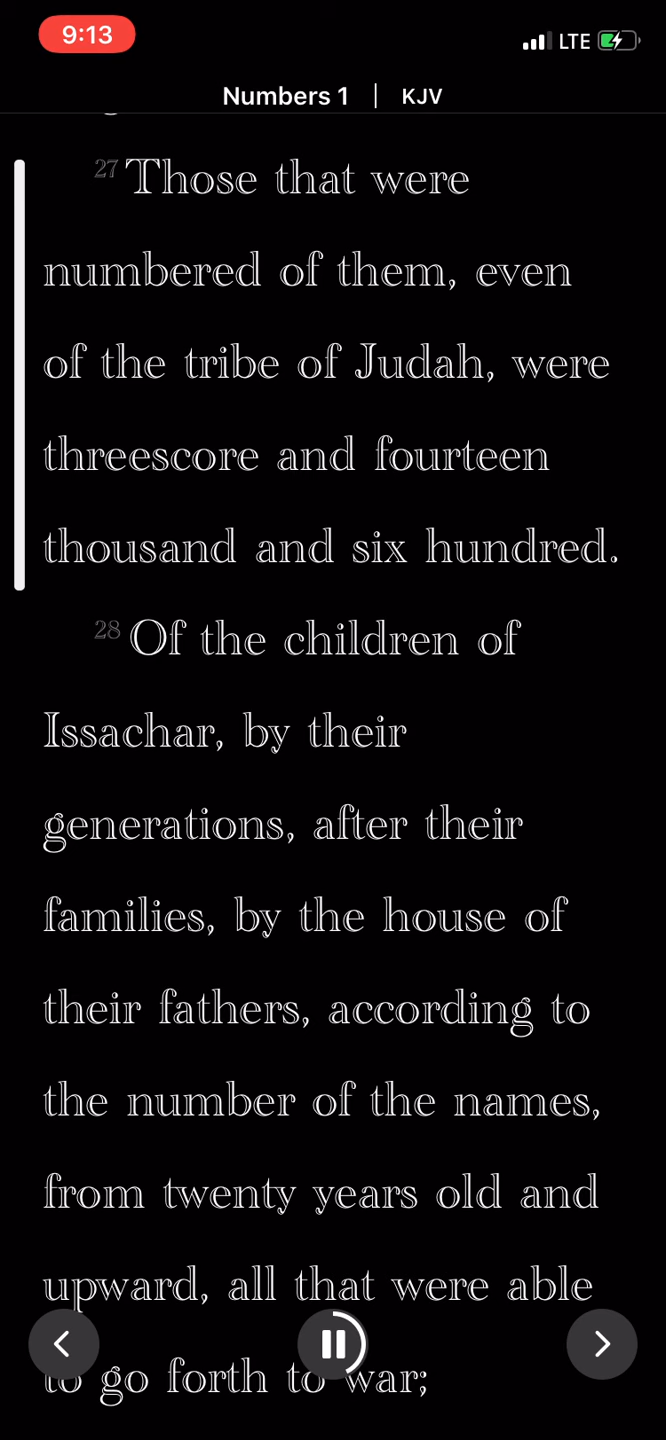 9:13
LTE
Numbers 1 | KJV
27 Those that were
numbered of them, even
of the tribe of Judah, were
threescore and fourteen
thousand and six hundred.
28 Of the children of
Issachar, by their
generations, after their
families, by the house of
their fathers, according to
the number of the names,
from twenty years old and
upward, all that were able
to go forth to war;